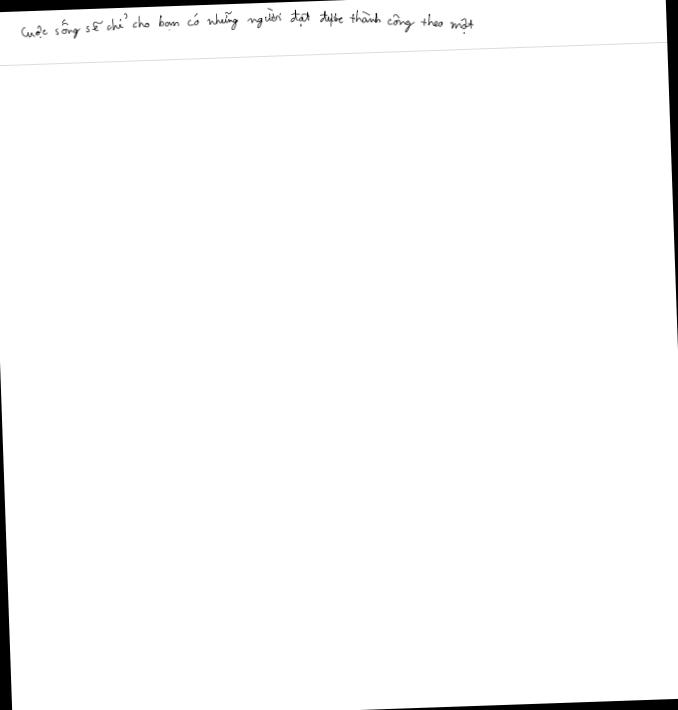 Cuộc sống sẽ chỉ cho bạn có những người đạt được thành công theo một